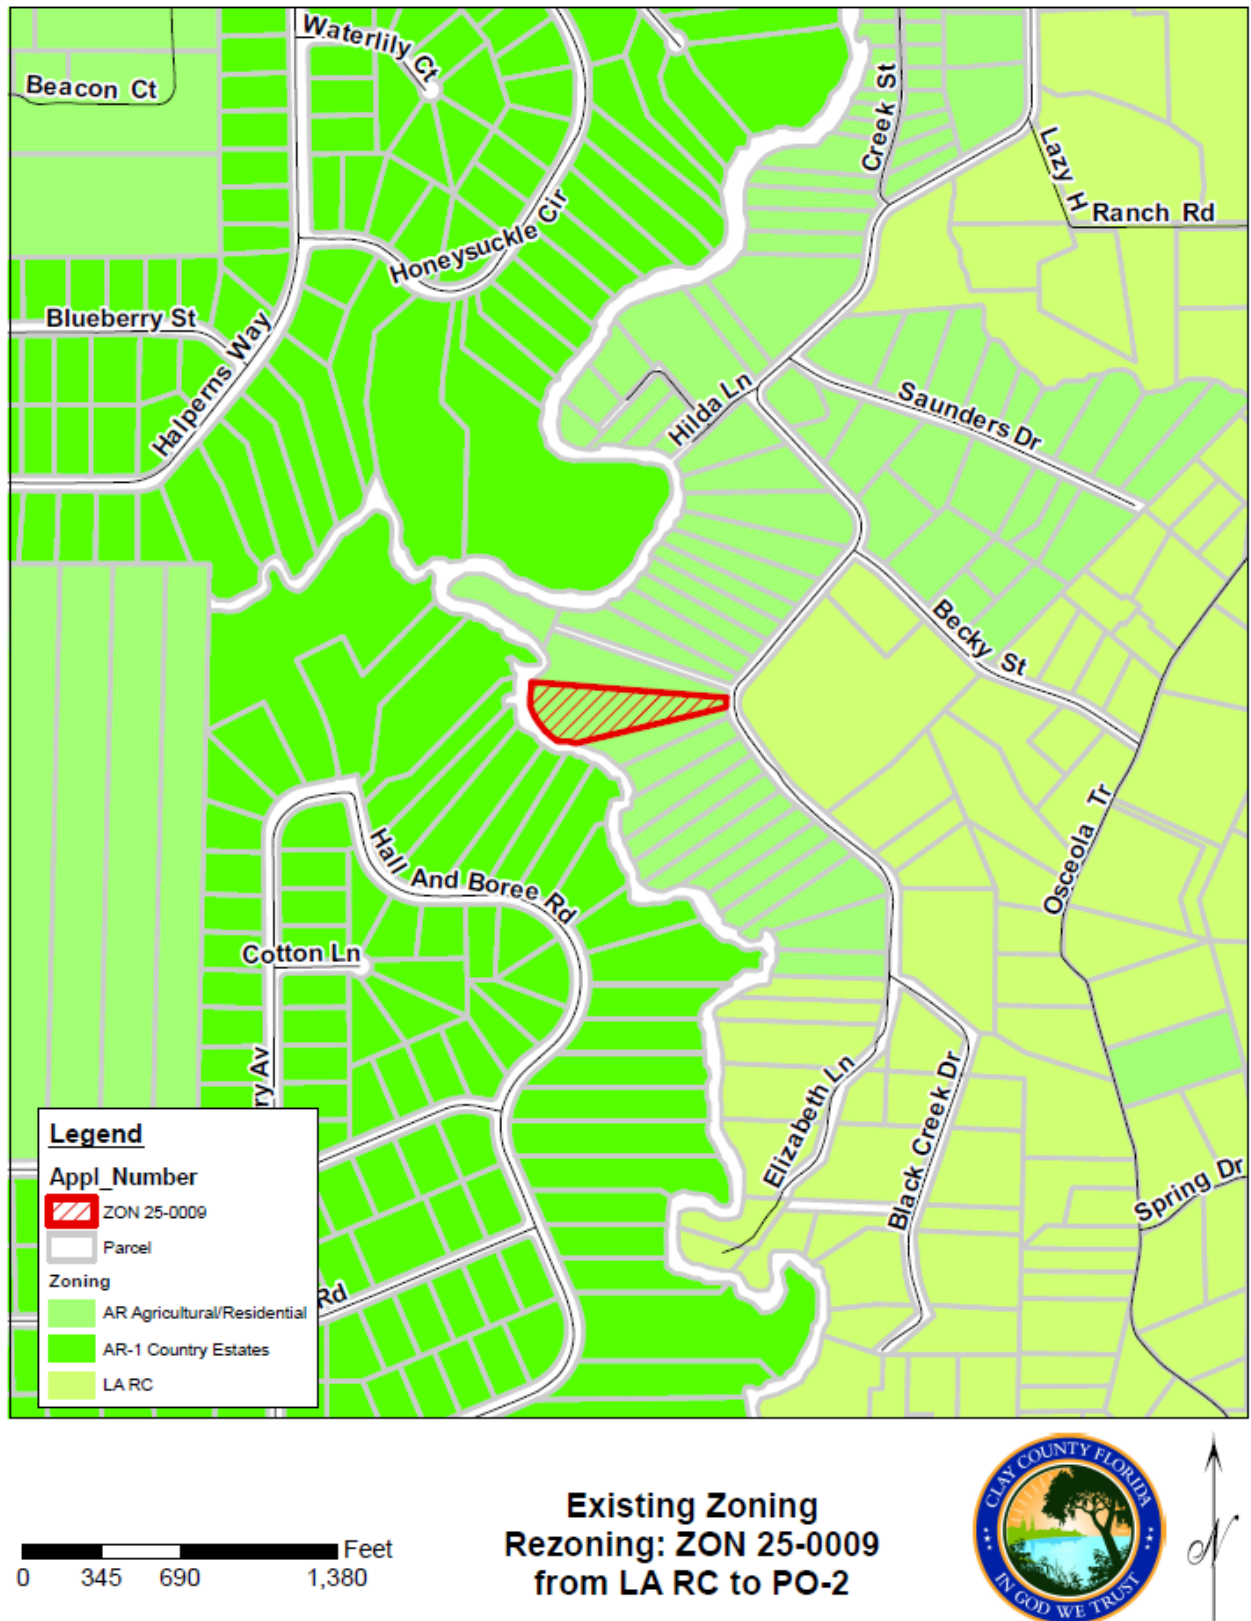 Waterlily Ct
Beacon Ct
Creek St
Lazy H
Ranch Rd
Honeysuckle Cir
Blueberry St
Halperns Way
Hilda Ln
Saunders Dr
Becky St
Osceola Tr
Hall And Boree Rd
Cotton Ln
ry Av
Elizabeth Ln
Black Creek Dr
Spring Dr
Rd
Legend
Appl_Number
ZON 25-0009
Parcel
Zoning
AR Agricultural/Residential
AR-1 Country Estates
LA RC
Feet
0 345 690 1,380
Existing Zoning
Rezoning: ZON 25-0009
from LA RC to PO-2
CLAY COUNTY FLORIDA
IN GOD WE TRUST
N